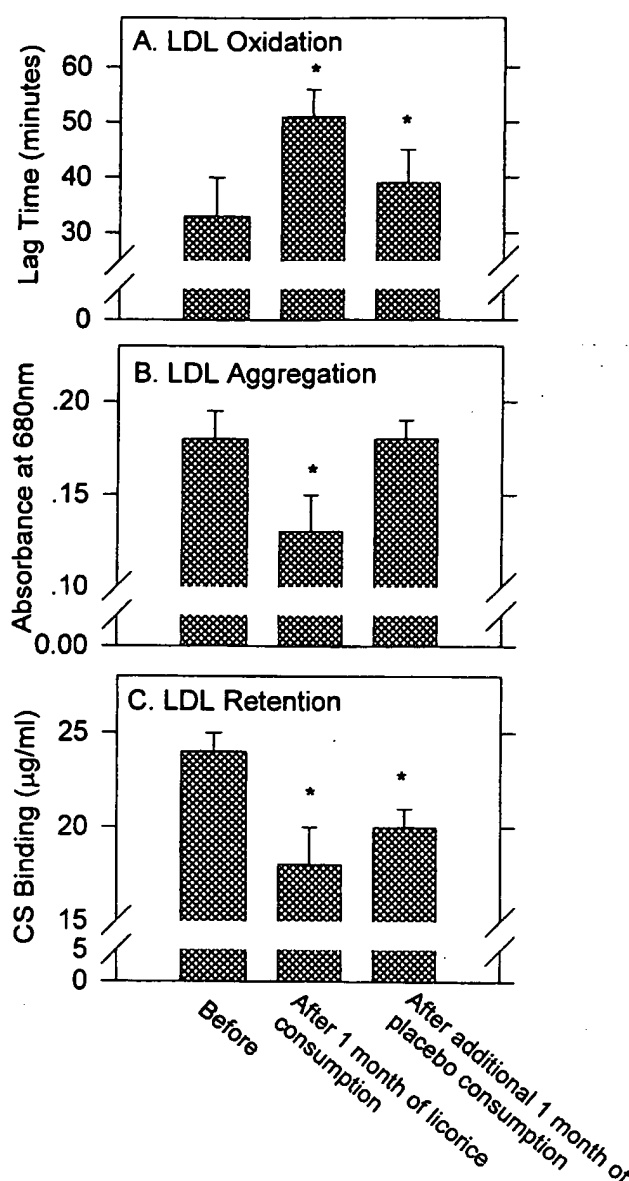 A. LDL Oxidation
Lag Time (minutes)
60
50
40
30
0
*
*
B. LDL Aggregation
Absorbance at 680nm
.20
.15
.10
0.00
*
C. LDL Retention
CS Binding (µg/ml)
25
20
15
5
0
*
*
Before
After 1 month of licorice
consumption
After additional 1 month of
placebo consumption